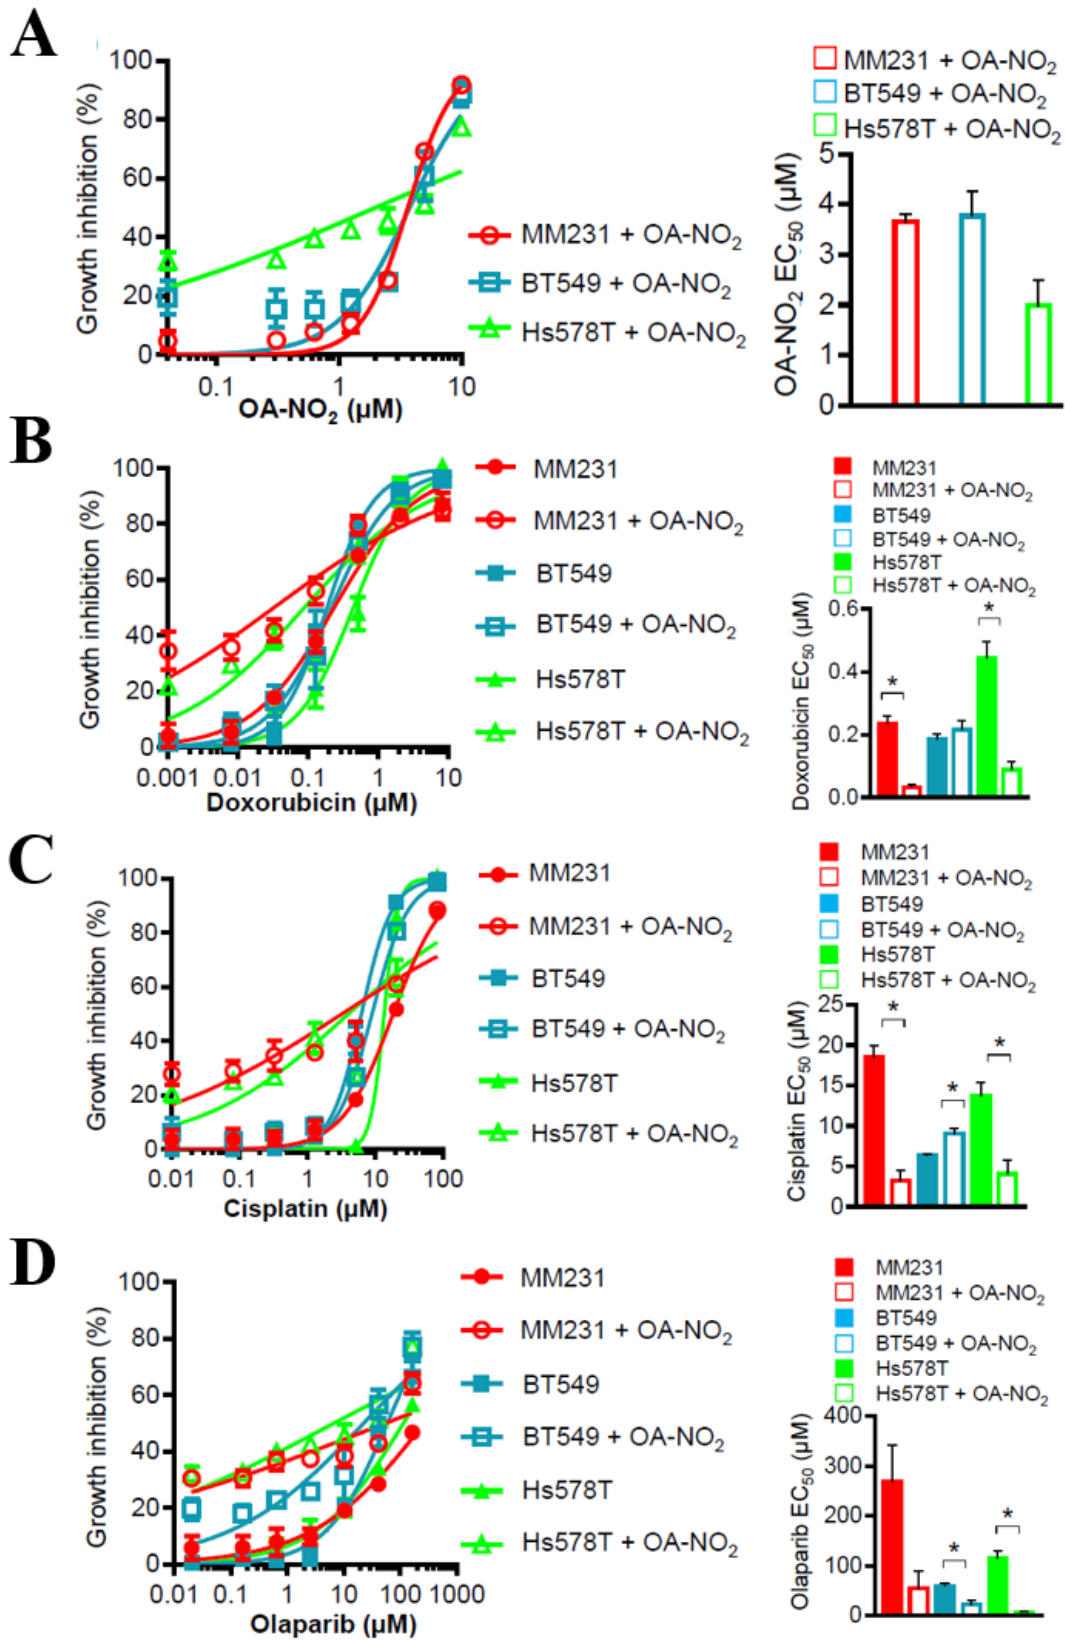 A
Growth inhibition (%)
100
80
60
40
20
0
0.1
1
10
OA-NO2 (μM)
MM231 + OA-NO2
BT549 + OA-NO2
Hs578T + OA-NO2
MM231 + OA-NO2
BT549 + OA-NO2
Hs578T + OA-NO2
OA-NO2 EC50 (μM)
5
4
3
2
1
0
B
Growth inhibition (%)
100
80
60
40
20
0
0.001
0.01
0.1
1
10
Doxorubicin (μM)
MM231
MM231 + OA-NO2
BT549
BT549 + OA-NO2
Hs578T
Hs578T + OA-NO2
MM231
MM231 + OA-NO2
BT549
BT549 + OA-NO2
Hs578T
Hs578T + OA-NO2
Doxorubicin EC50 (μM)
0.6
0.4
0.2
0.0
*
*
C
Growth inhibition (%)
100
80
60
40
20
0
0.01
0.1
1
10
100
Cisplatin (μM)
MM231
MM231 + OA-NO2
BT549
BT549 + OA-NO2
Hs578T
Hs578T + OA-NO2
MM231
MM231 + OA-NO2
BT549
BT549 + OA-NO2
Hs578T
Hs578T + OA-NO2
Cisplatin EC50 (μM)
25
20
15
10
5
0
*
*
*
D
Growth inhibition (%)
100
80
60
40
20
0
0.01
0.1
1
10
100
1000
Olaparib (μM)
MM231
MM231 + OA-NO2
BT549
BT549 + OA-NO2
Hs578T
Hs578T + OA-NO2
MM231
MM231 + OA-NO2
BT549
BT549 + OA-NO2
Hs578T
Hs578T + OA-NO2
Olaparib EC50 (μM)
400
300
200
100
0
*
*